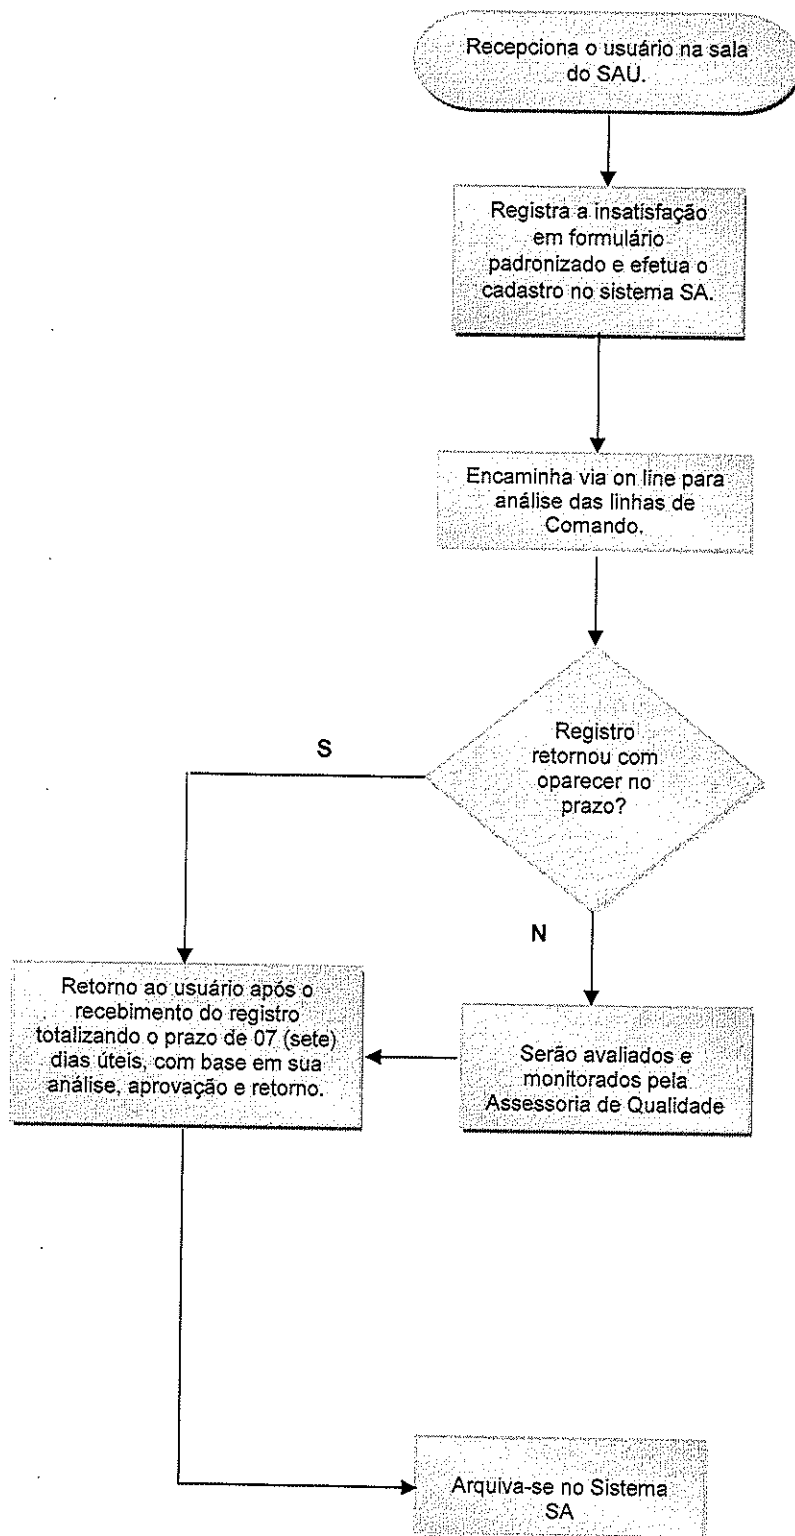 Recepciona o usuário na sala
do SAU.
Registra a insatisfação
em formulário
padronizado e efetua o
cadastro no sistema SA.
Encaminha via on line para
análise das linhas de
Comando.
Registro
retornou com
oparecer no
prazo?
S
N
Retorno ao usuário após o
recebimento do registro
totalizando o prazo de 07 (sete)
dias úteis, com base em sua
análise, aprovação e retorno.
Serão avaliados e
monitorados pela
Assessoria de Qualidade
Arquiva-se no Sistema
SA